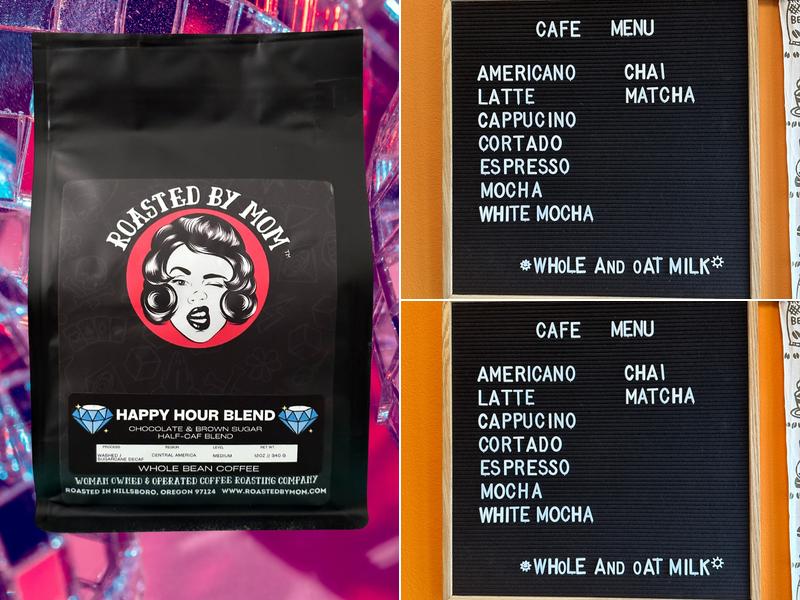 ROASTED BY MOM™
HAPPY HOUR BLEND
CHOCOLATE & BROWN SUGAR
HALF-CAF BLEND
PROCESS REGION LEVEL NET WT.
WASHED / SUGARCANE DECAF CENTRAL AMERICA MEDIUM 12OZ // 340 G
WHOLE BEAN COFFEE
WOMAN OWNED & OPERATED COFFEE ROASTING COMPANY
ROASTED IN HILLSBORO, OREGON 97124 WWW.ROASTEDBYMOM.COM
CAFE MENU
AMERICANO CHAI
LATTE MATCHA
CAPPUCINO
CORTADO
ESPRESSO
MOCHA
WHITE MOCHA
*WHOLE AND OAT MILK*
CAFE MENU
AMERICANO CHAI
LATTE MATCHA
CAPPUCINO
CORTADO
ESPRESSO
MOCHA
WHITE MOCHA
*WHOLE AND OAT MILK*